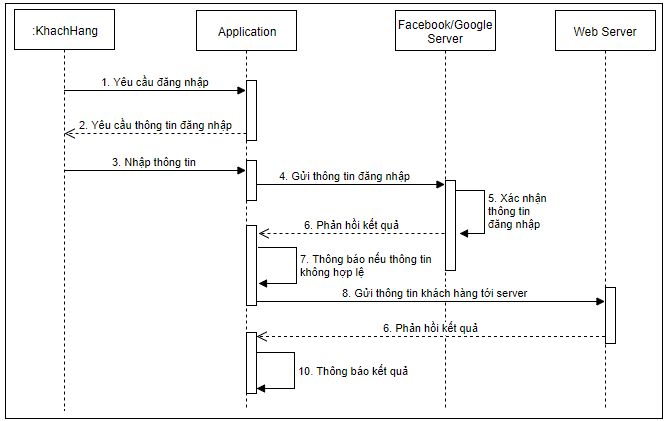 :KhachHang
Application
Facebook/Google
Server
Web Server
1. Yêu cầu đăng nhập
2. Yêu cầu thông tin đăng nhập
3. Nhập thông tin
4. Gửi thông tin đăng nhập
5. Xác nhận
thông tin
đăng nhập
6. Phản hồi kết quả
7. Thông báo nếu thông tin
không hợp lệ
8. Gửi thông tin khách hàng tới server
6. Phản hồi kết quả
10. Thông báo kết quả